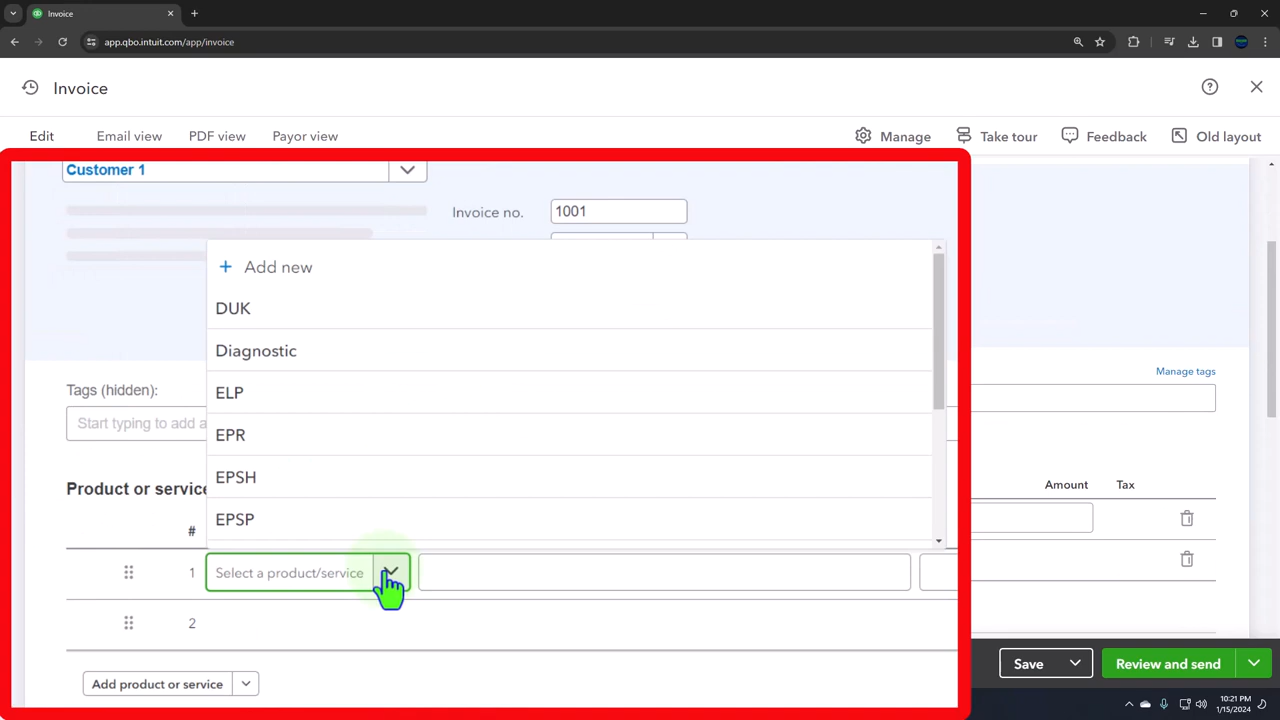 Invoice
app.qbo.intuit.com/app/invoice
Invoice
Edit
Email view
PDF view
Payor view
Manage
Take tour
Feedback
Old layout
Customer 1
Invoice no.
1001
Add new
DUK
Diagnostic
ELP
EPR
EPSH
EPSP
Manage tags
Tags (hidden):
Start typing to add a
Product or service
#
Amount
Tax
1
Select a product/service
2
Add product or service
Save
Review and send
10:21 PM
1/15/2024